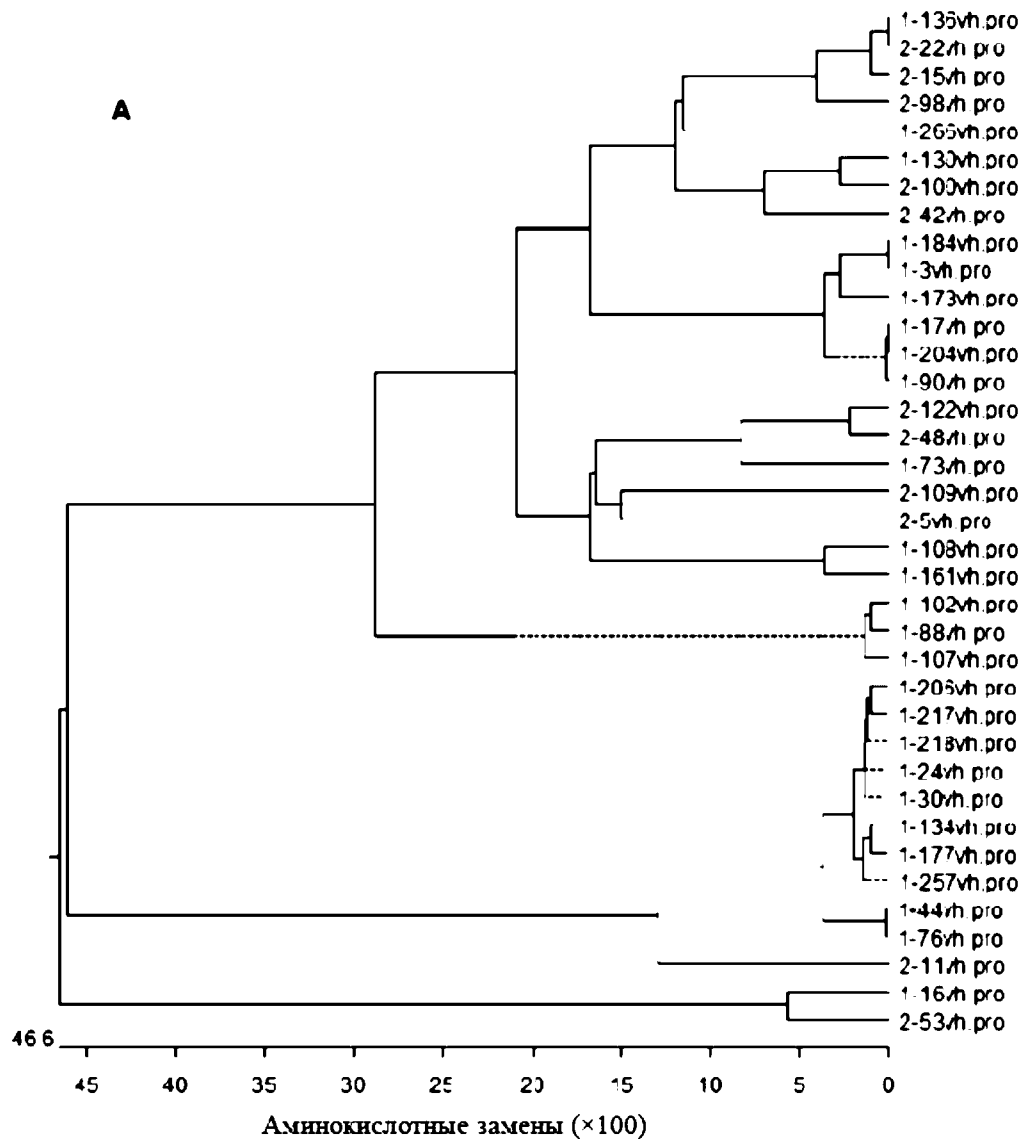 1-136vh.pro
2-22vh pro
A
2-15vh pro
2-98vh pro
1-266vh.pro
1-130vh.pro
2-100vh.pro
2-42vh.pro
1-184vh.pro
1-3vh.pro
1-173vh.pro
1-17vh pro
1-204vh.pro
1-90vh pro
2-122vh.pro
2-48vh.pro
1-73vh.pro
2-109vh.pro
2-5vh.pro
1-108vh.pro
1-161vh.pro
1-102vh.pro
1-88vh pro
1-107vh.pro
1-206vh pro
1-217vh.pro
1-218vh.pro
1-24vh pro
1-30vh.pro
1-134vh.pro
1-177vh.pro
1-257vh.pro
1-44vh.pro
1-76vh pro
2-11vh pro
1-16vh pro
2-53vh.pro
46 6
45 40 35 30 25 20 15 10 5 0
Аминокислотные замены (×100)